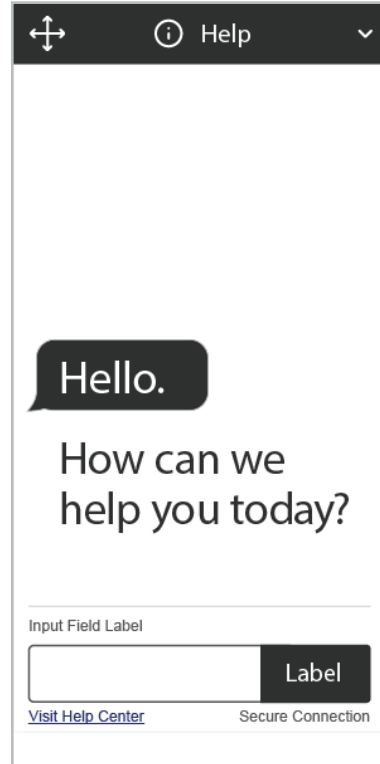 Help
Hello.
How can we
help you today?
Input Field Label
Label
Visit Help Center Secure Connection